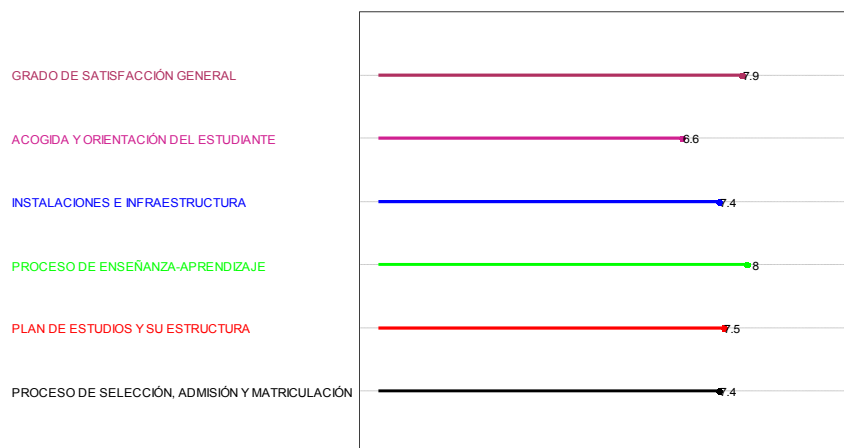 GRADO DE SATISFACCIÓN GENERAL 7.9
ACOGIDA Y ORIENTACIÓN DEL ESTUDIANTE 6.6
INSTALACIONES E INFRAESTRUCTURA 7.4
PROCESO DE ENSEÑANZA-APRENDIZAJE 8
PLAN DE ESTUDIOS Y SU ESTRUCTURA 7.5
PROCESO DE SELECCIÓN, ADMISIÓN Y MATRICULACIÓN 7.4